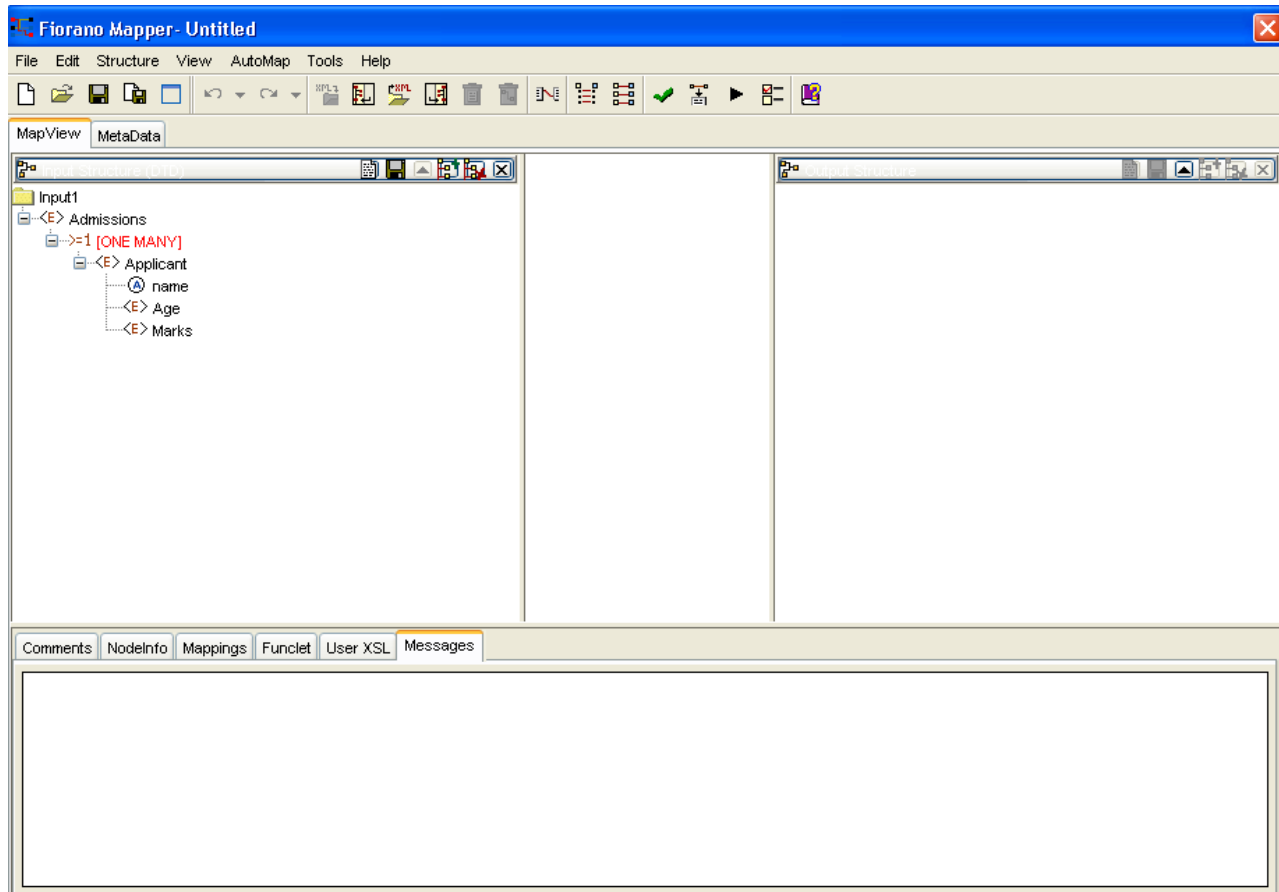 Fiorano Mapper- Untitled
File Edit Structure View AutoMap Tools Help
MapView MetaData
Input Structure (DTD)
Output Structure
Input1
<E> Admissions
>=1 [ONE MANY]
<E> Applicant
A name
<E> Age
<E> Marks
Comments NodeInfo Mappings Funclet User XSL Messages